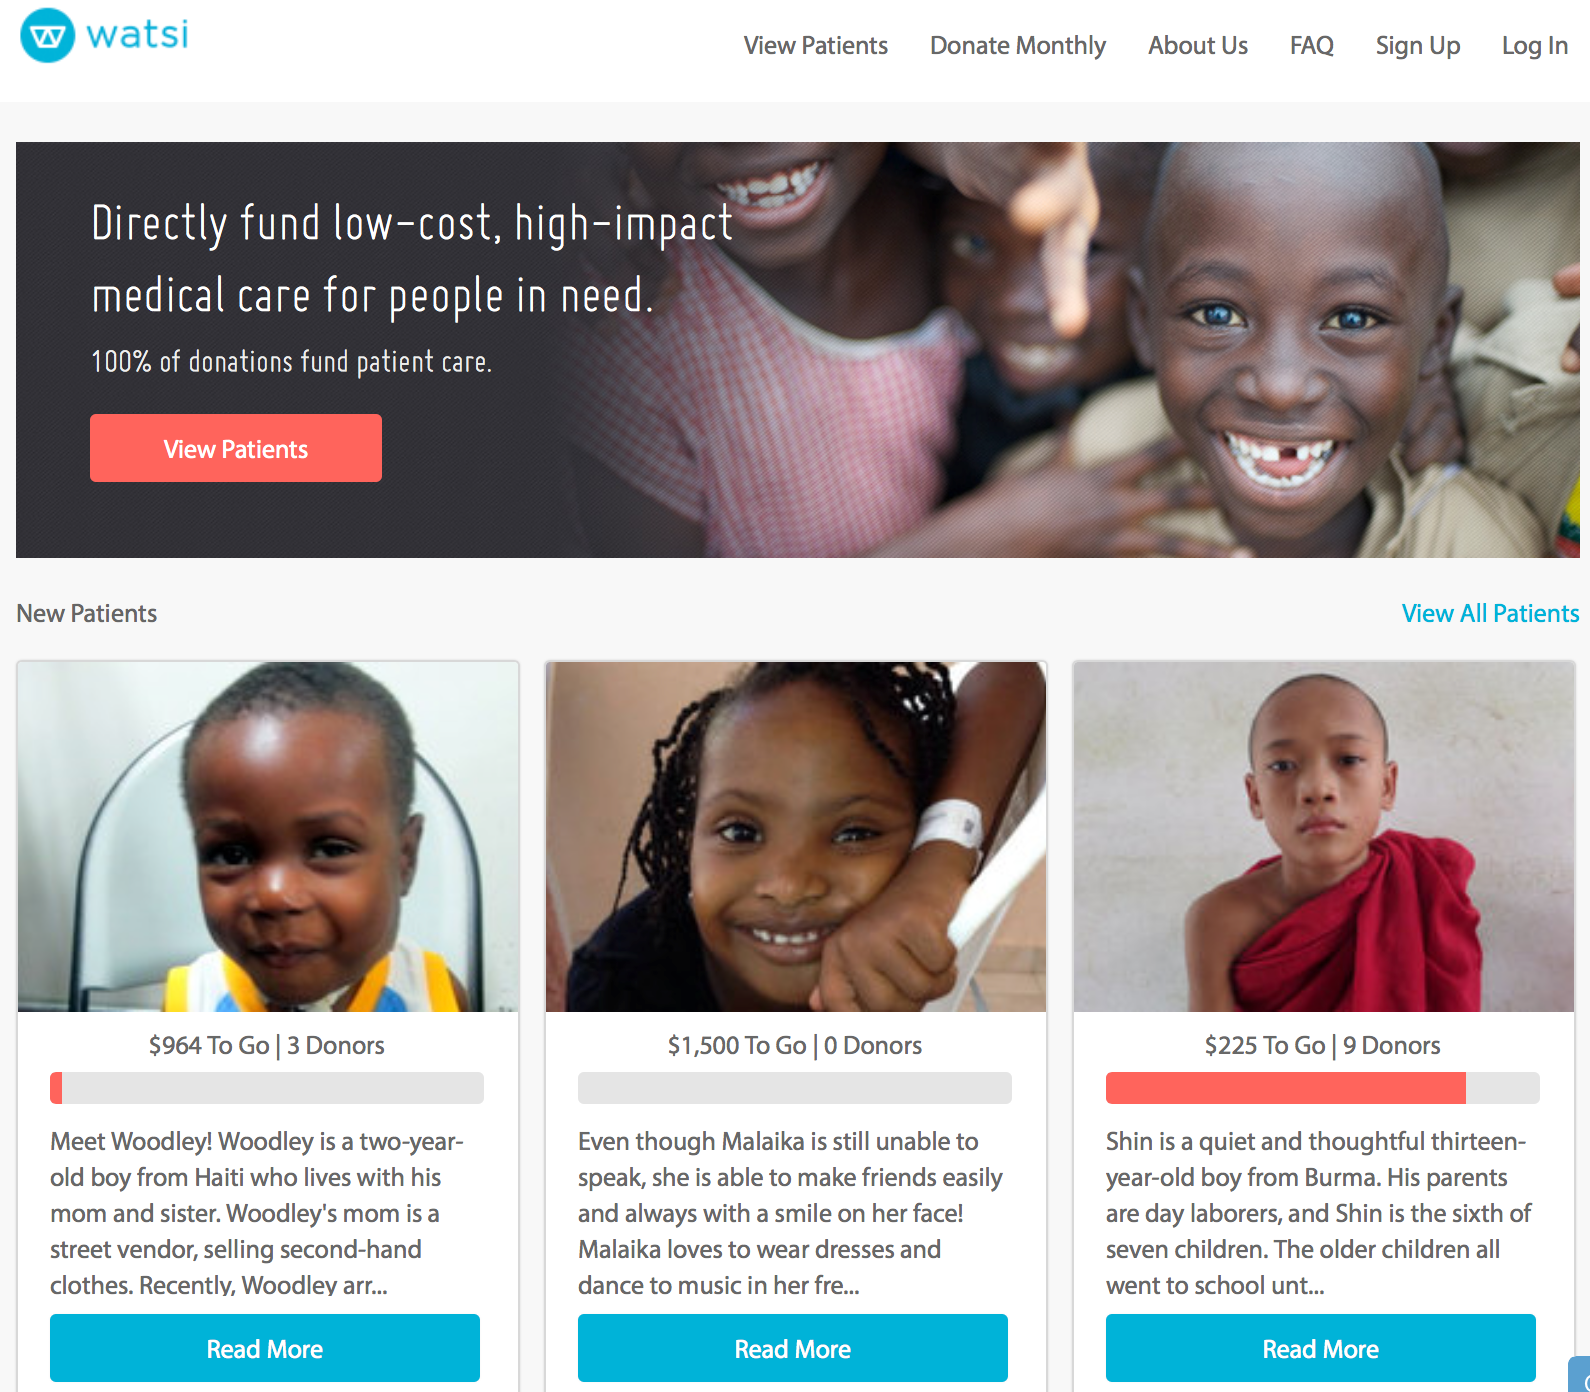 watsi
View Patients
Donate Monthly
About Us
FAQ
Sign Up
Log In
Directly fund low-cost, high-impact
medical care for people in need.
100% of donations fund patient care.
View Patients
New Patients
View All Patients
$964 To Go | 3 Donors
Meet Woodley! Woodley is a two-year-
old boy from Haiti who lives with his
mom and sister. Woodley's mom is a
street vendor, selling second-hand
clothes. Recently, Woodley arr...
Read More
$1,500 To Go | 0 Donors
Even though Malaika is still unable to
speak, she is able to make friends easily
and always with a smile on her face!
Malaika loves to wear dresses and
dance to music in her fre...
Read More
$225 To Go | 9 Donors
Shin is a quiet and thoughtful thirteen-
year-old boy from Burma. His parents
are day laborers, and Shin is the sixth of
seven children. The older children all
went to school unt...
Read More